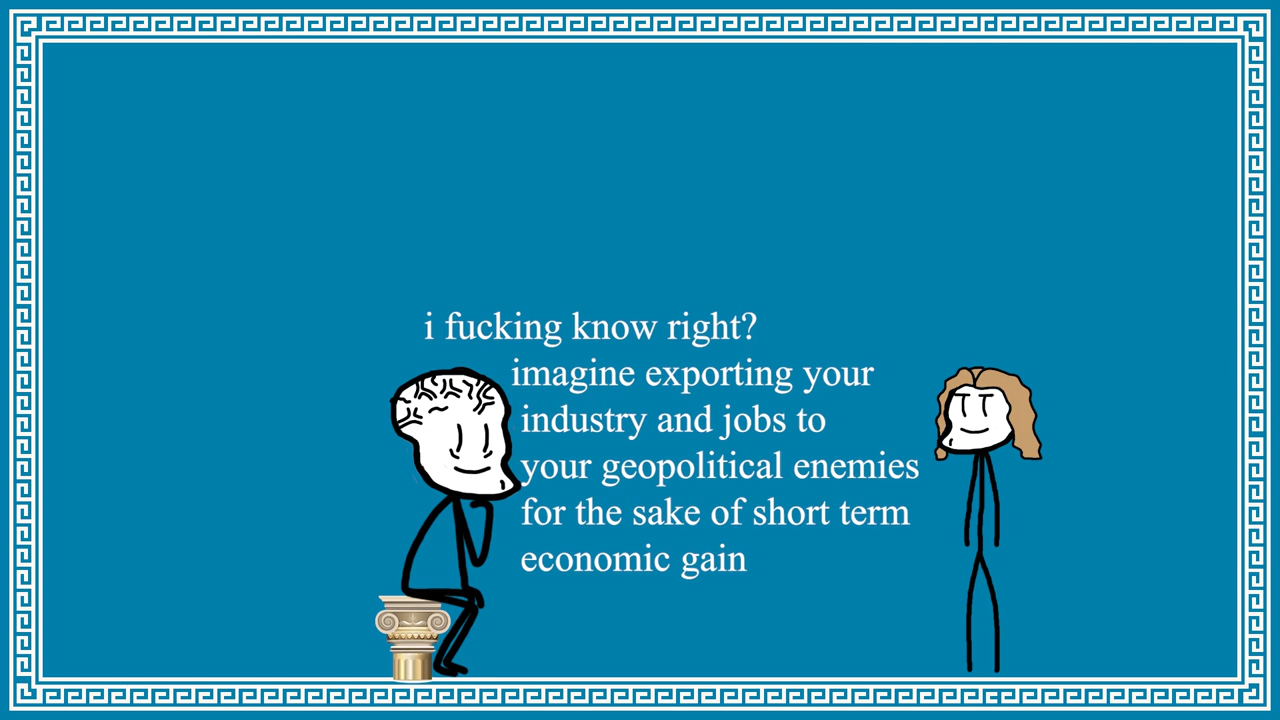 i fucking know right?
imagine exporting your
industry and jobs to
your geopolitical enemies
for the sake of short term
economic gain